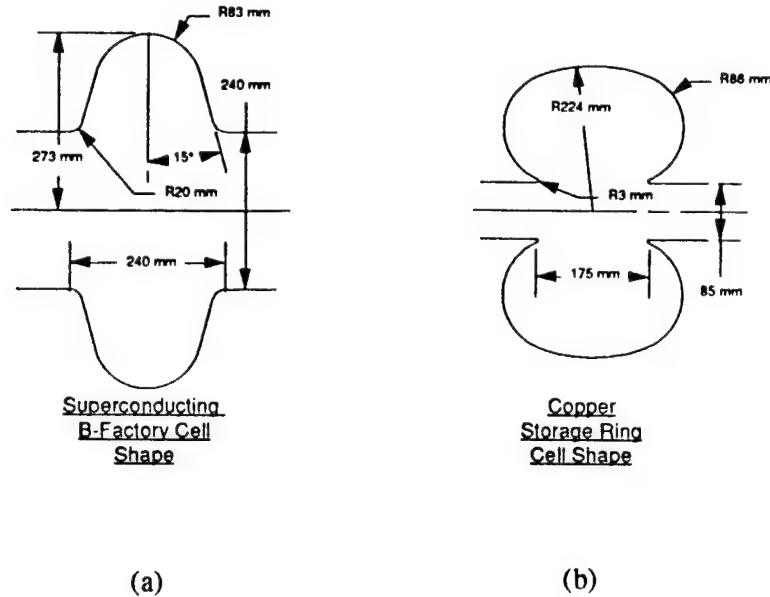 R83 mm
240 mm
273 mm
15°
R20 mm
240 mm
Superconducting
B-Factory Cell
Shape
(a)
R86 mm
R224 mm
R3 mm
175 mm
85 mm
Copper
Storage Ring
Cell Shape
(b)